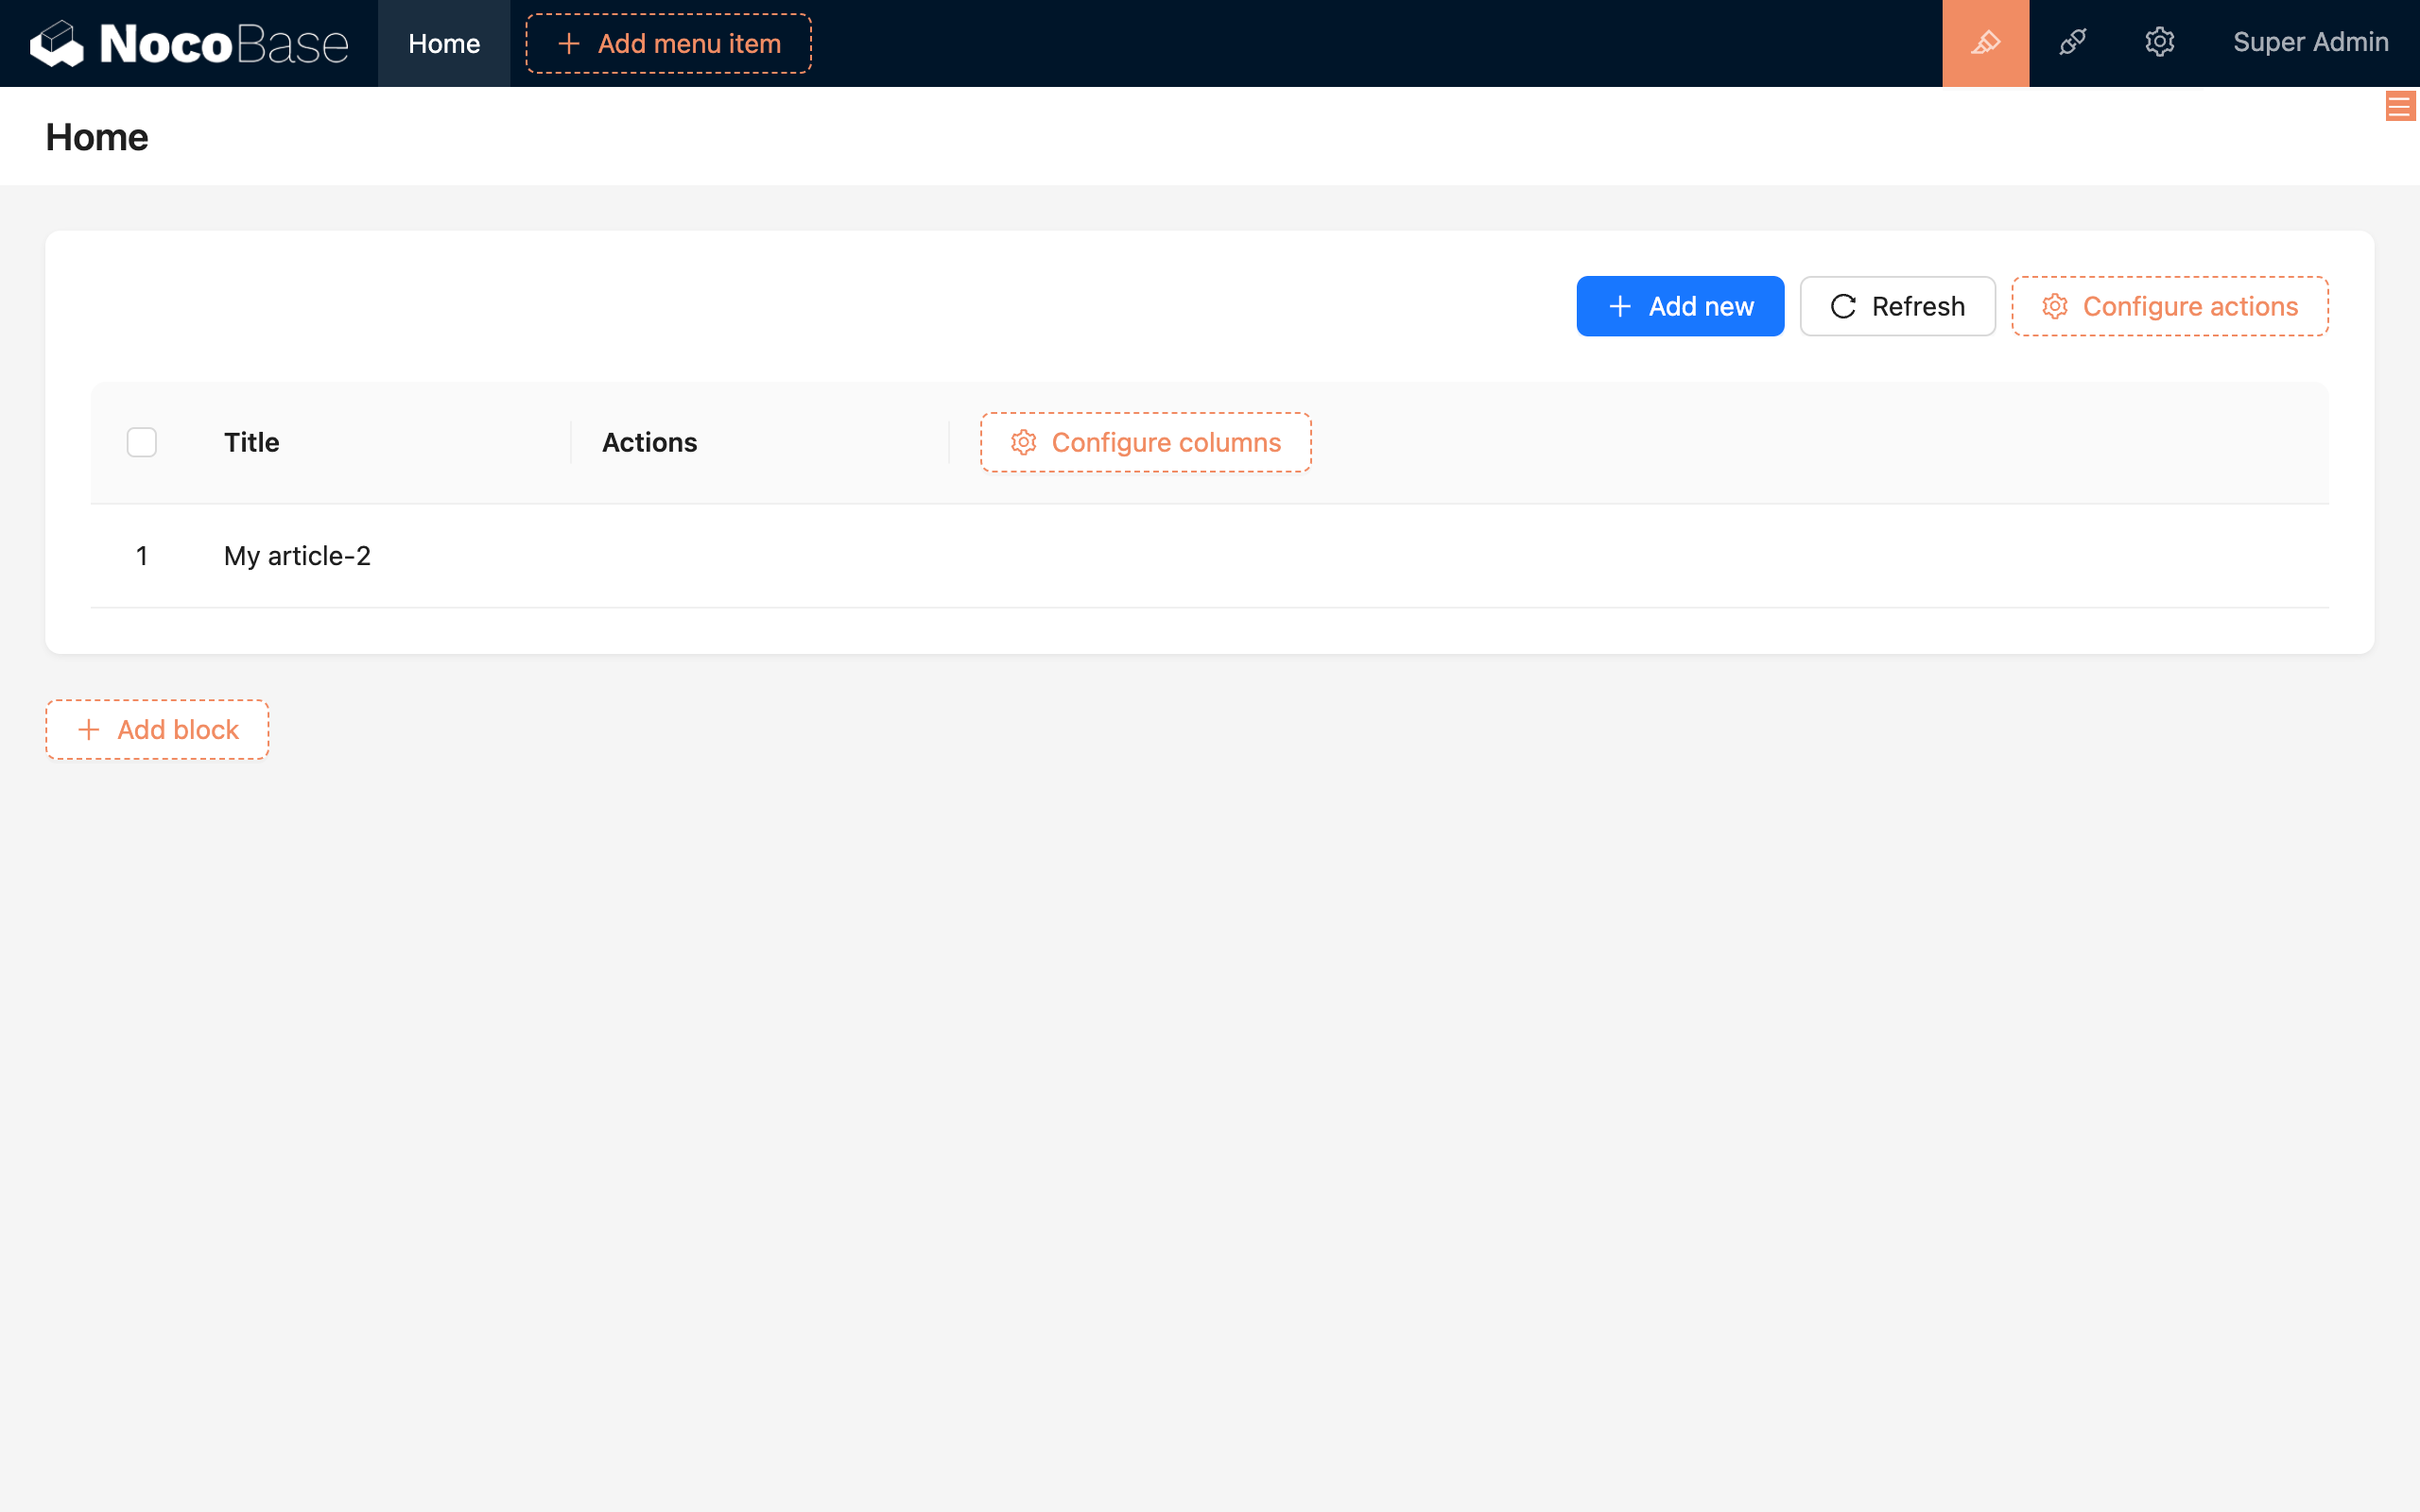 NocoBase Home Add menu item Super Admin
Home
Add new Refresh Configure actions
Title Actions Configure columns
1 My article-2
Add block